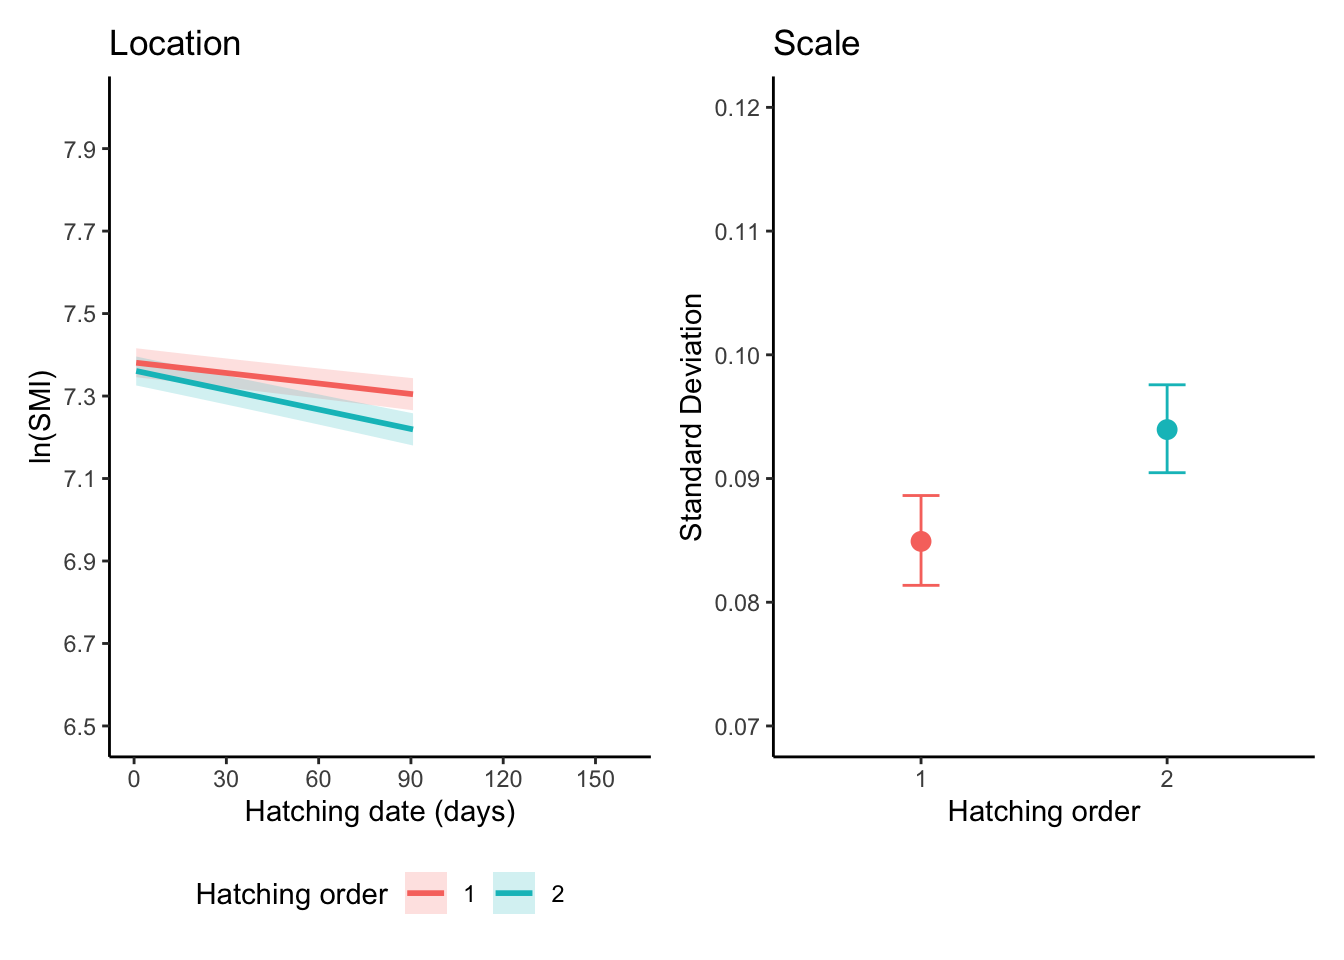 Location
ln(SMI)
7.9
7.7
7.5
7.3
7.1
6.9
6.7
6.5
0 30 60 90 120 150
Hatching date (days)
Scale
Standard Deviation
0.12
0.11
0.10
0.09
0.08
0.07
1 2
Hatching order
Hatching order 1 2